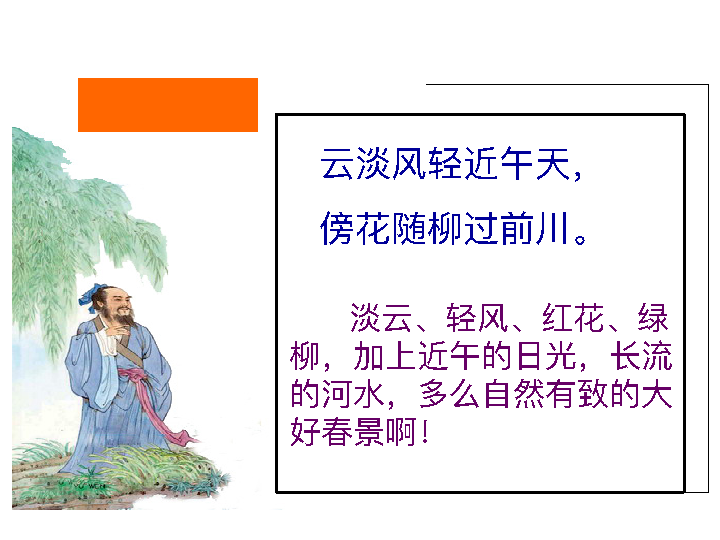 云淡风轻近午天，
傍花随柳过前川。
淡云、轻风、红花、绿
柳，加上近午的日光，长流
的河水，多么自然有致的大
好春景啊！